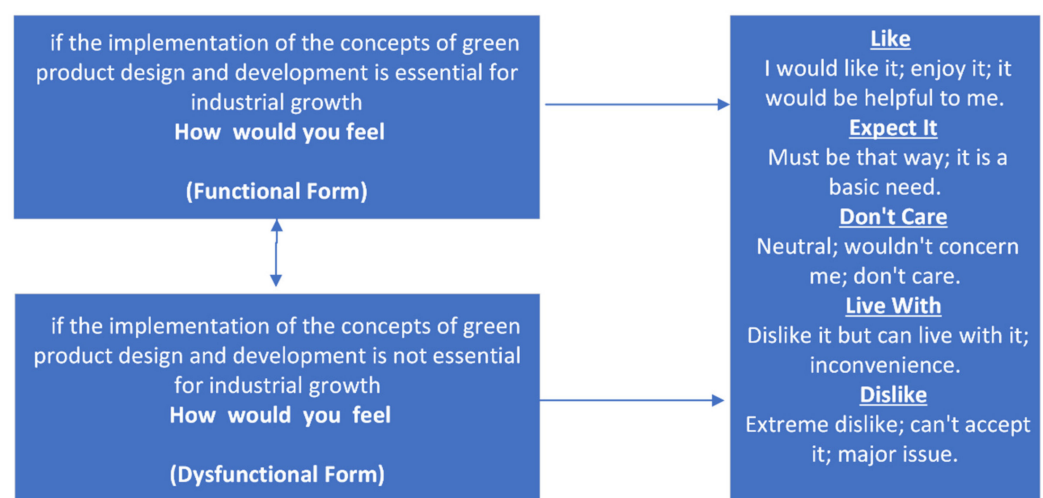 if the implementation of the concepts of green
product design and development is essential for
industrial growth
How would you feel
(Functional Form)
if the implementation of the concepts of green
product design and development is not essential
for industrial growth
How would you feel
(Dysfunctional Form)
Like
I would like it; enjoy it; it
would be helpful to me.
Expect It
Must be that way; it is a
basic need.
Don't Care
Neutral; wouldn't concern
me; don't care.
Live With
Dislike it but can live with it;
inconvenience.
Dislike
Extreme dislike; can't accept
it; major issue.